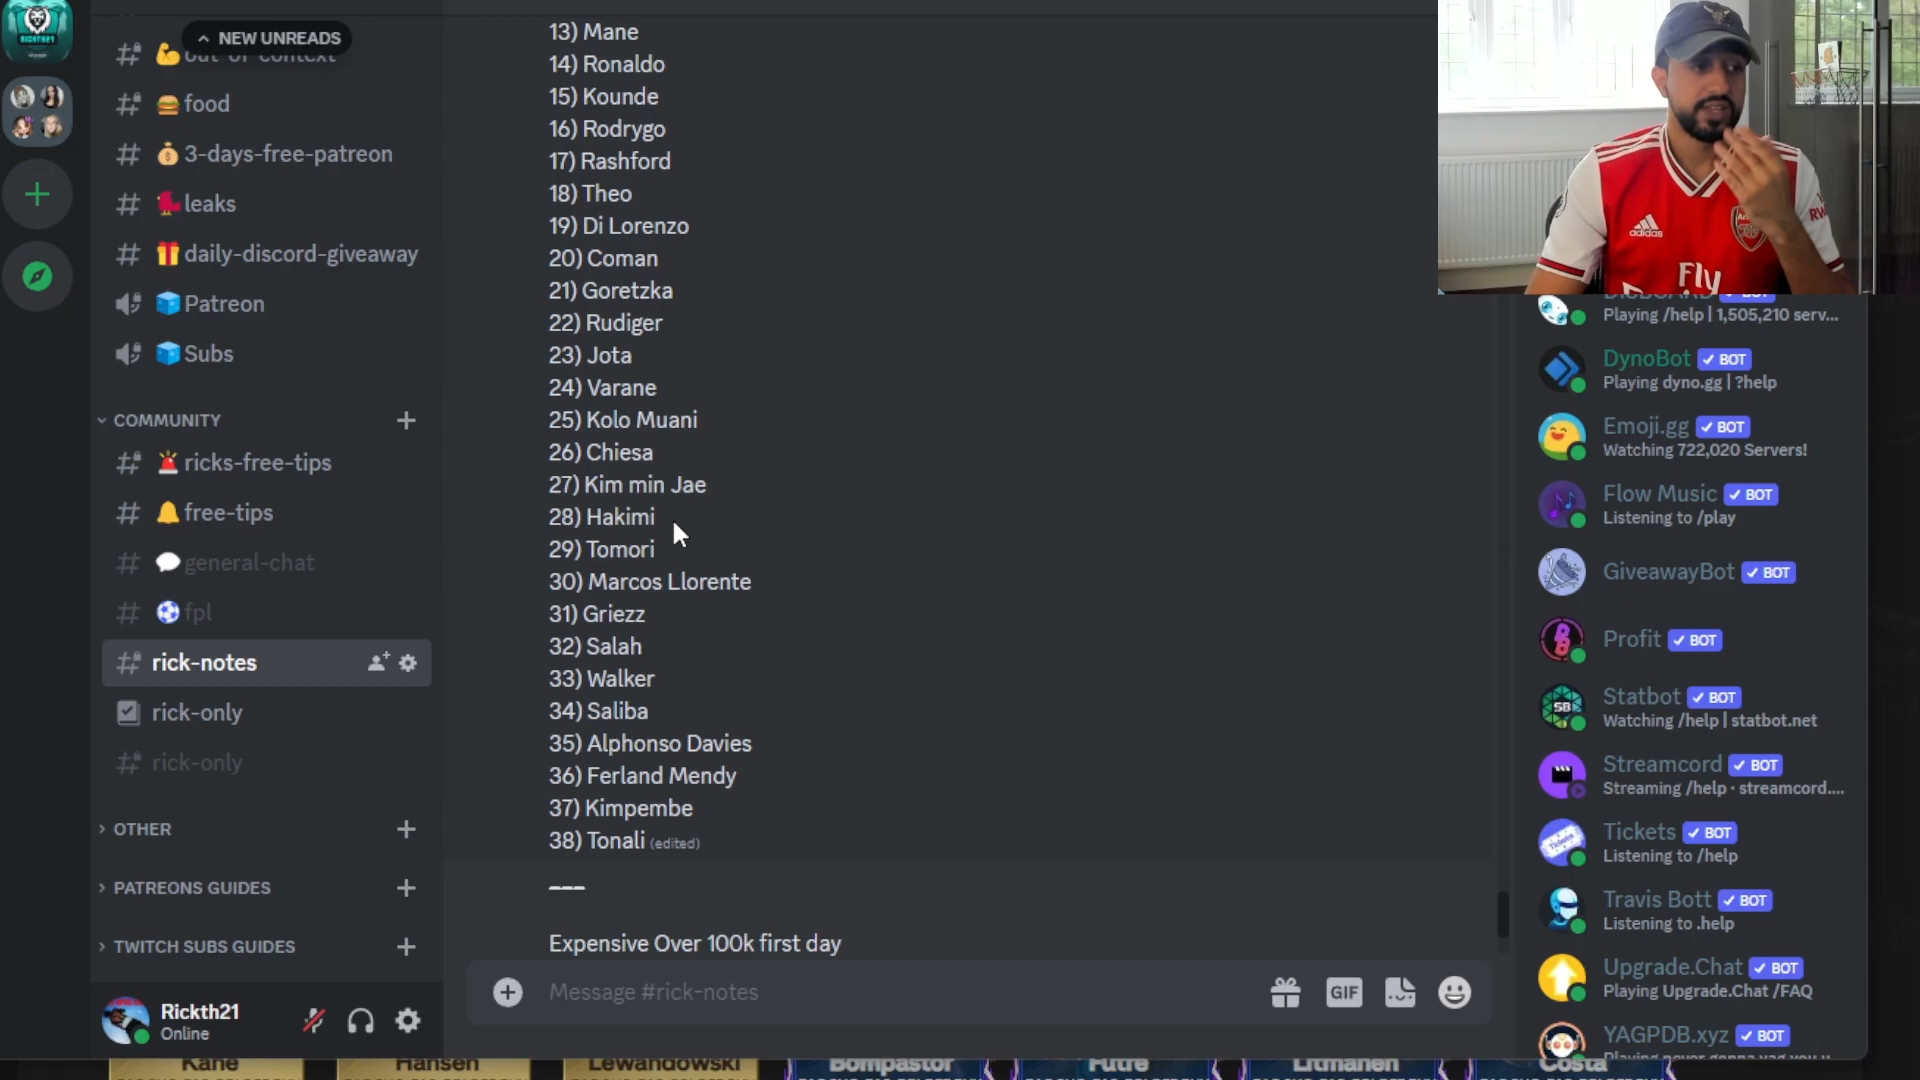 NEW UNREADS
out-of-context
food
3-days-free-patreon
leaks
daily-discord-giveaway
Patreon
Subs
COMMUNITY
ricks-free-tips
free-tips
general-chat
fpl
rick-notes
rick-only
rick-only
OTHER
PATREONS GUIDES
TWITCH SUBS GUIDES
Rickth21
Online
13) Mane
14) Ronaldo
15) Kounde
16) Rodrygo
17) Rashford
18) Theo
19) Di Lorenzo
20) Coman
21) Goretzka
22) Rudiger
23) Jota
24) Varane
25) Kolo Muani
26) Chiesa
27) Kim min Jae
28) Hakimi
29) Tomori
30) Marcos Llorente
31) Griezz
32) Salah
33) Walker
34) Saliba
35) Alphonso Davies
36) Ferland Mendy
37) Kimpembe
38) Tonali (edited)
---
Expensive Over 100k first day
Message #rick-notes
GIF
adidas
Fly
Playing /help | 1,505,210 serv...
DynoBot ✓ BOT
Playing dyno.gg | ?help
Emoji.gg ✓ BOT
Watching 722,020 Servers!
Flow Music ✓ BOT
Listening to /play
GiveawayBot ✓ BOT
Profit ✓ BOT
Statbot ✓ BOT
Watching /help | statbot.net
Streamcord ✓ BOT
Streaming /help · streamcord....
Tickets ✓ BOT
Listening to /help
Travis Bott ✓ BOT
Listening to .help
Upgrade.Chat ✓ BOT
Playing Upgrade.Chat /FAQ
YAGPDB.xyz ✓ BOT
Kane
Hansen
Lewandowski
Bompastor
Futre
Litmanen
Costa